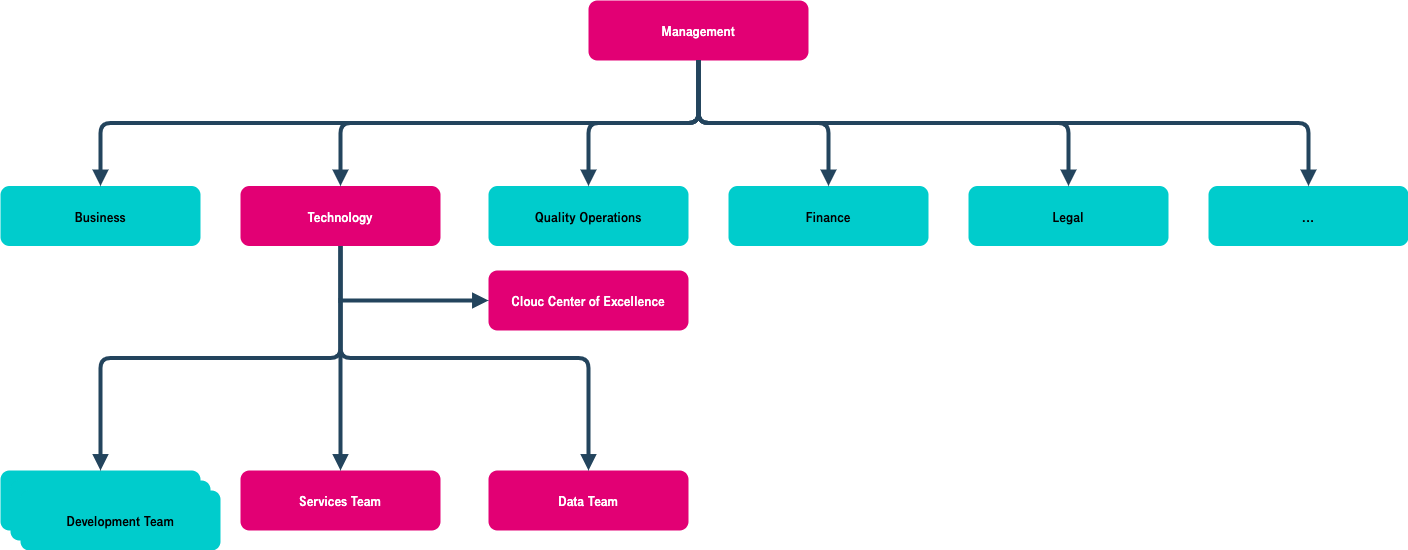 Management
Business
Technology
Quality Operations
Finance
Legal
...
Clouc Center of Excellence
Development Team
Services Team
Data Team